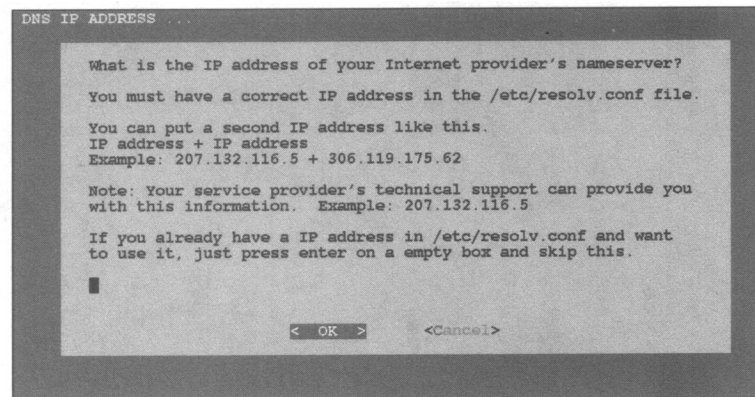 DNS IP ADDRESS ...
What is the IP address of your Internet provider's nameserver?
You must have a correct IP address in the /etc/resolv.conf file.
You can put a second IP address like this.
IP address + IP address
Example: 207.132.116.5 + 306.119.175.62
Note: Your service provider's technical support can provide you
with this information.  Example: 207.132.116.5
If you already have a IP address in /etc/resolv.conf and want
to use it, just press enter on a empty box and skip this.
< OK > <Cancel>